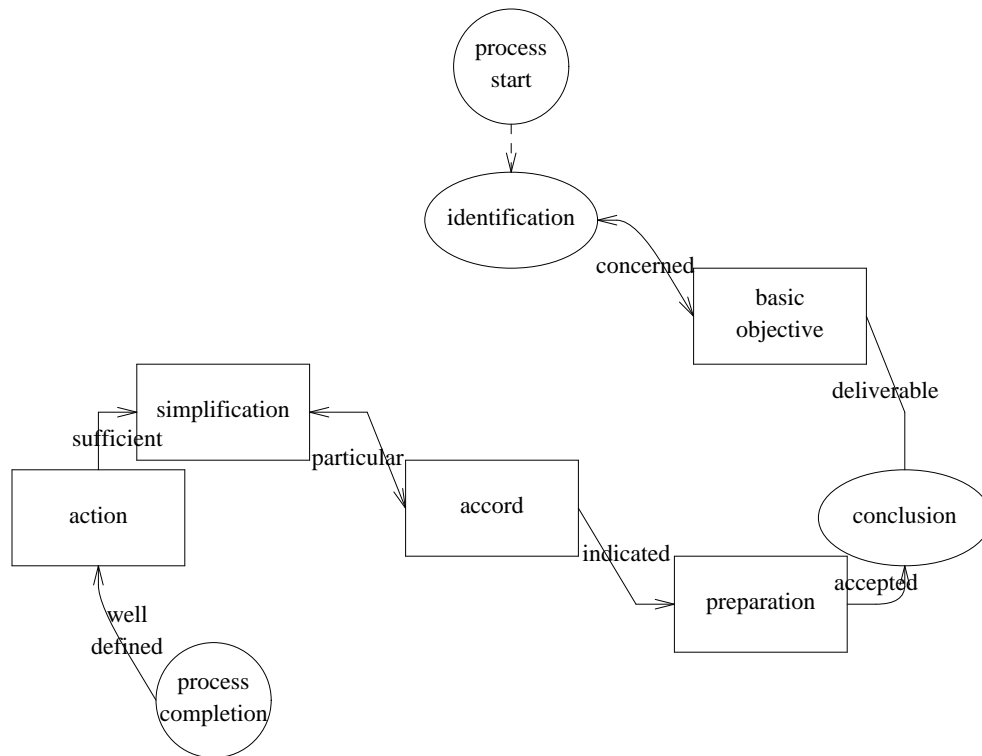 process
start
identification
concerned
basic
objective
deliverable
simplification
sufficient
particular
action
accord
conclusion
indicated
accepted
preparation
well
defined
process
completion